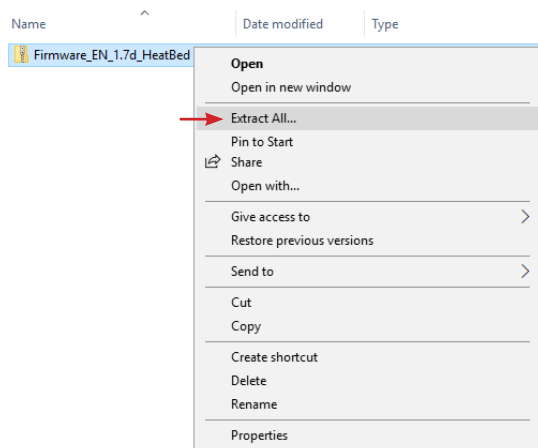 Name Date modified Type
Firmware_EN_1.7d_HeatBed
Open
Open in new window
Extract All...
Pin to Start
Share
Open with...
Give access to
Restore previous versions
Send to
Cut
Copy
Create shortcut
Delete
Rename
Properties